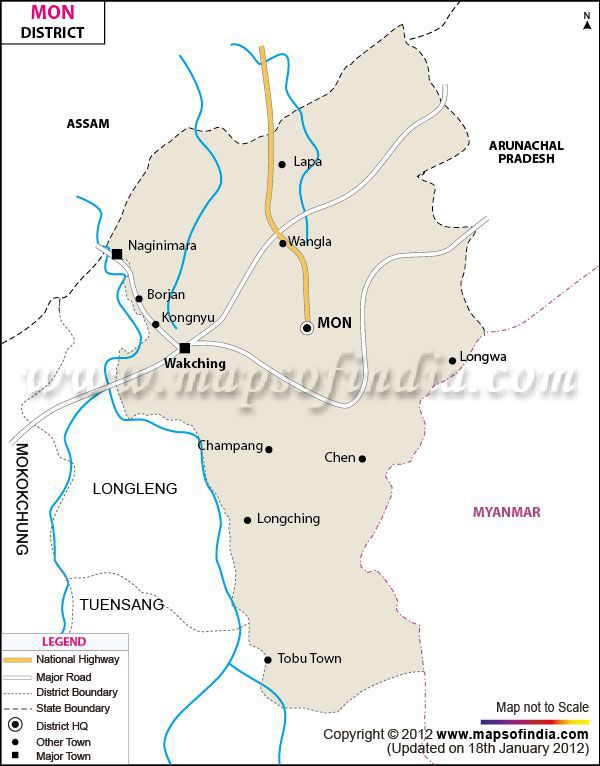 MON
DISTRICT
N
ASSAM
ARUNACHAL
PRADESH
Lapa
Wangla
Naginimara
Borjan
Kongnyu
MON
Wakching
Longwa
www.mapsofindia.com
Champang
Chen
MOKOKCHUNG
LONGLENG
Longching
MYANMAR
TUENSANG
Tobu Town
LEGEND
National Highway
Major Road
District Boundary
State Boundary
District HQ
Other Town
Major Town
Map not to Scale
Copyright © 2012 www.mapsofindia.com
(Updated on 18th January 2012)